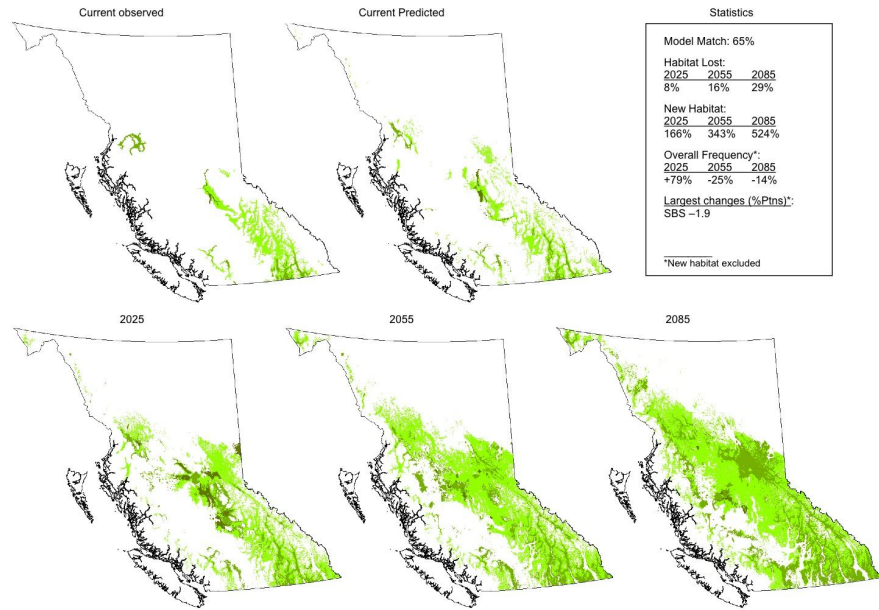 Current observed
Current Predicted
Statistics
Model Match: 65%
Habitat Lost:
2025 2055 2085
8% 16% 29%
New Habitat:
2025 2055 2085
166% 343% 524%
Overall Frequency*:
2025 2055 2085
+79% -25% -14%
Largest changes (%Ptns)*:
SBS –1.9
*New habitat excluded
2025
2055
2085